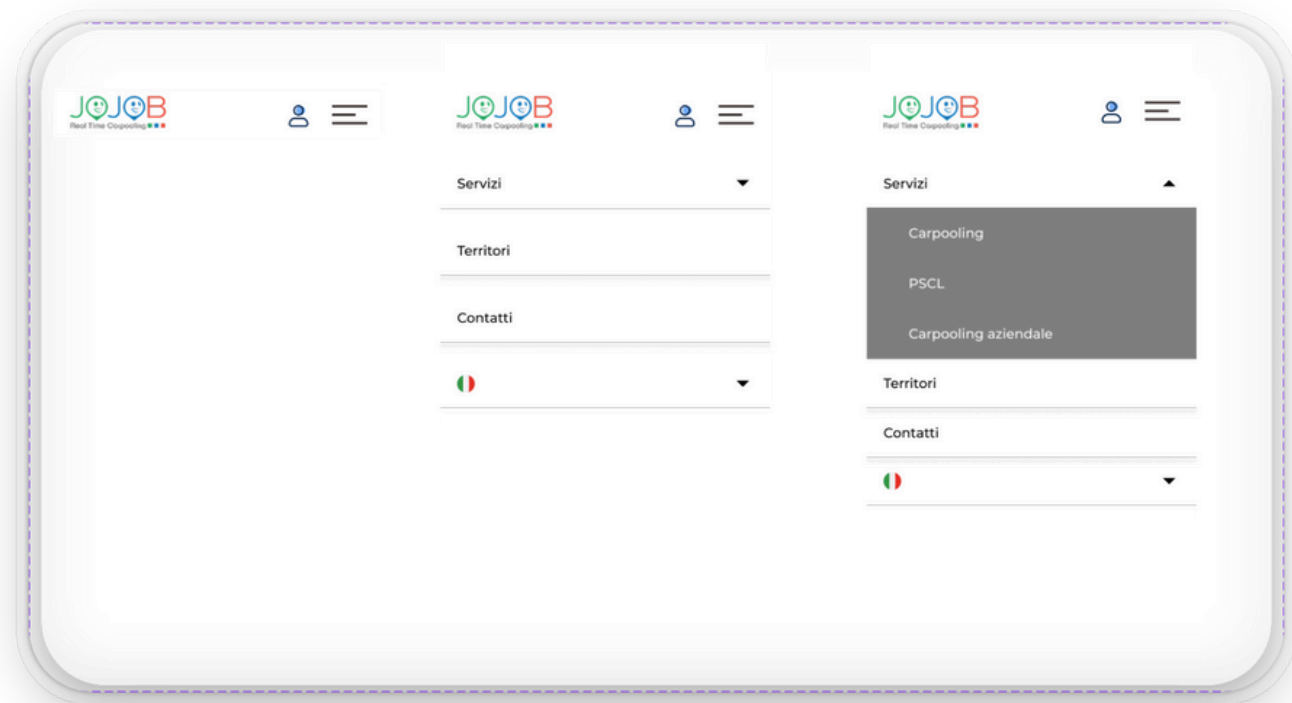 JOJOB
Real Time Carpooling
JOJOB
Real Time Carpooling
Servizi
Territori
Contatti
JOJOB
Real Time Carpooling
Servizi
Carpooling
PSCL
Carpooling aziendale
Territori
Contatti